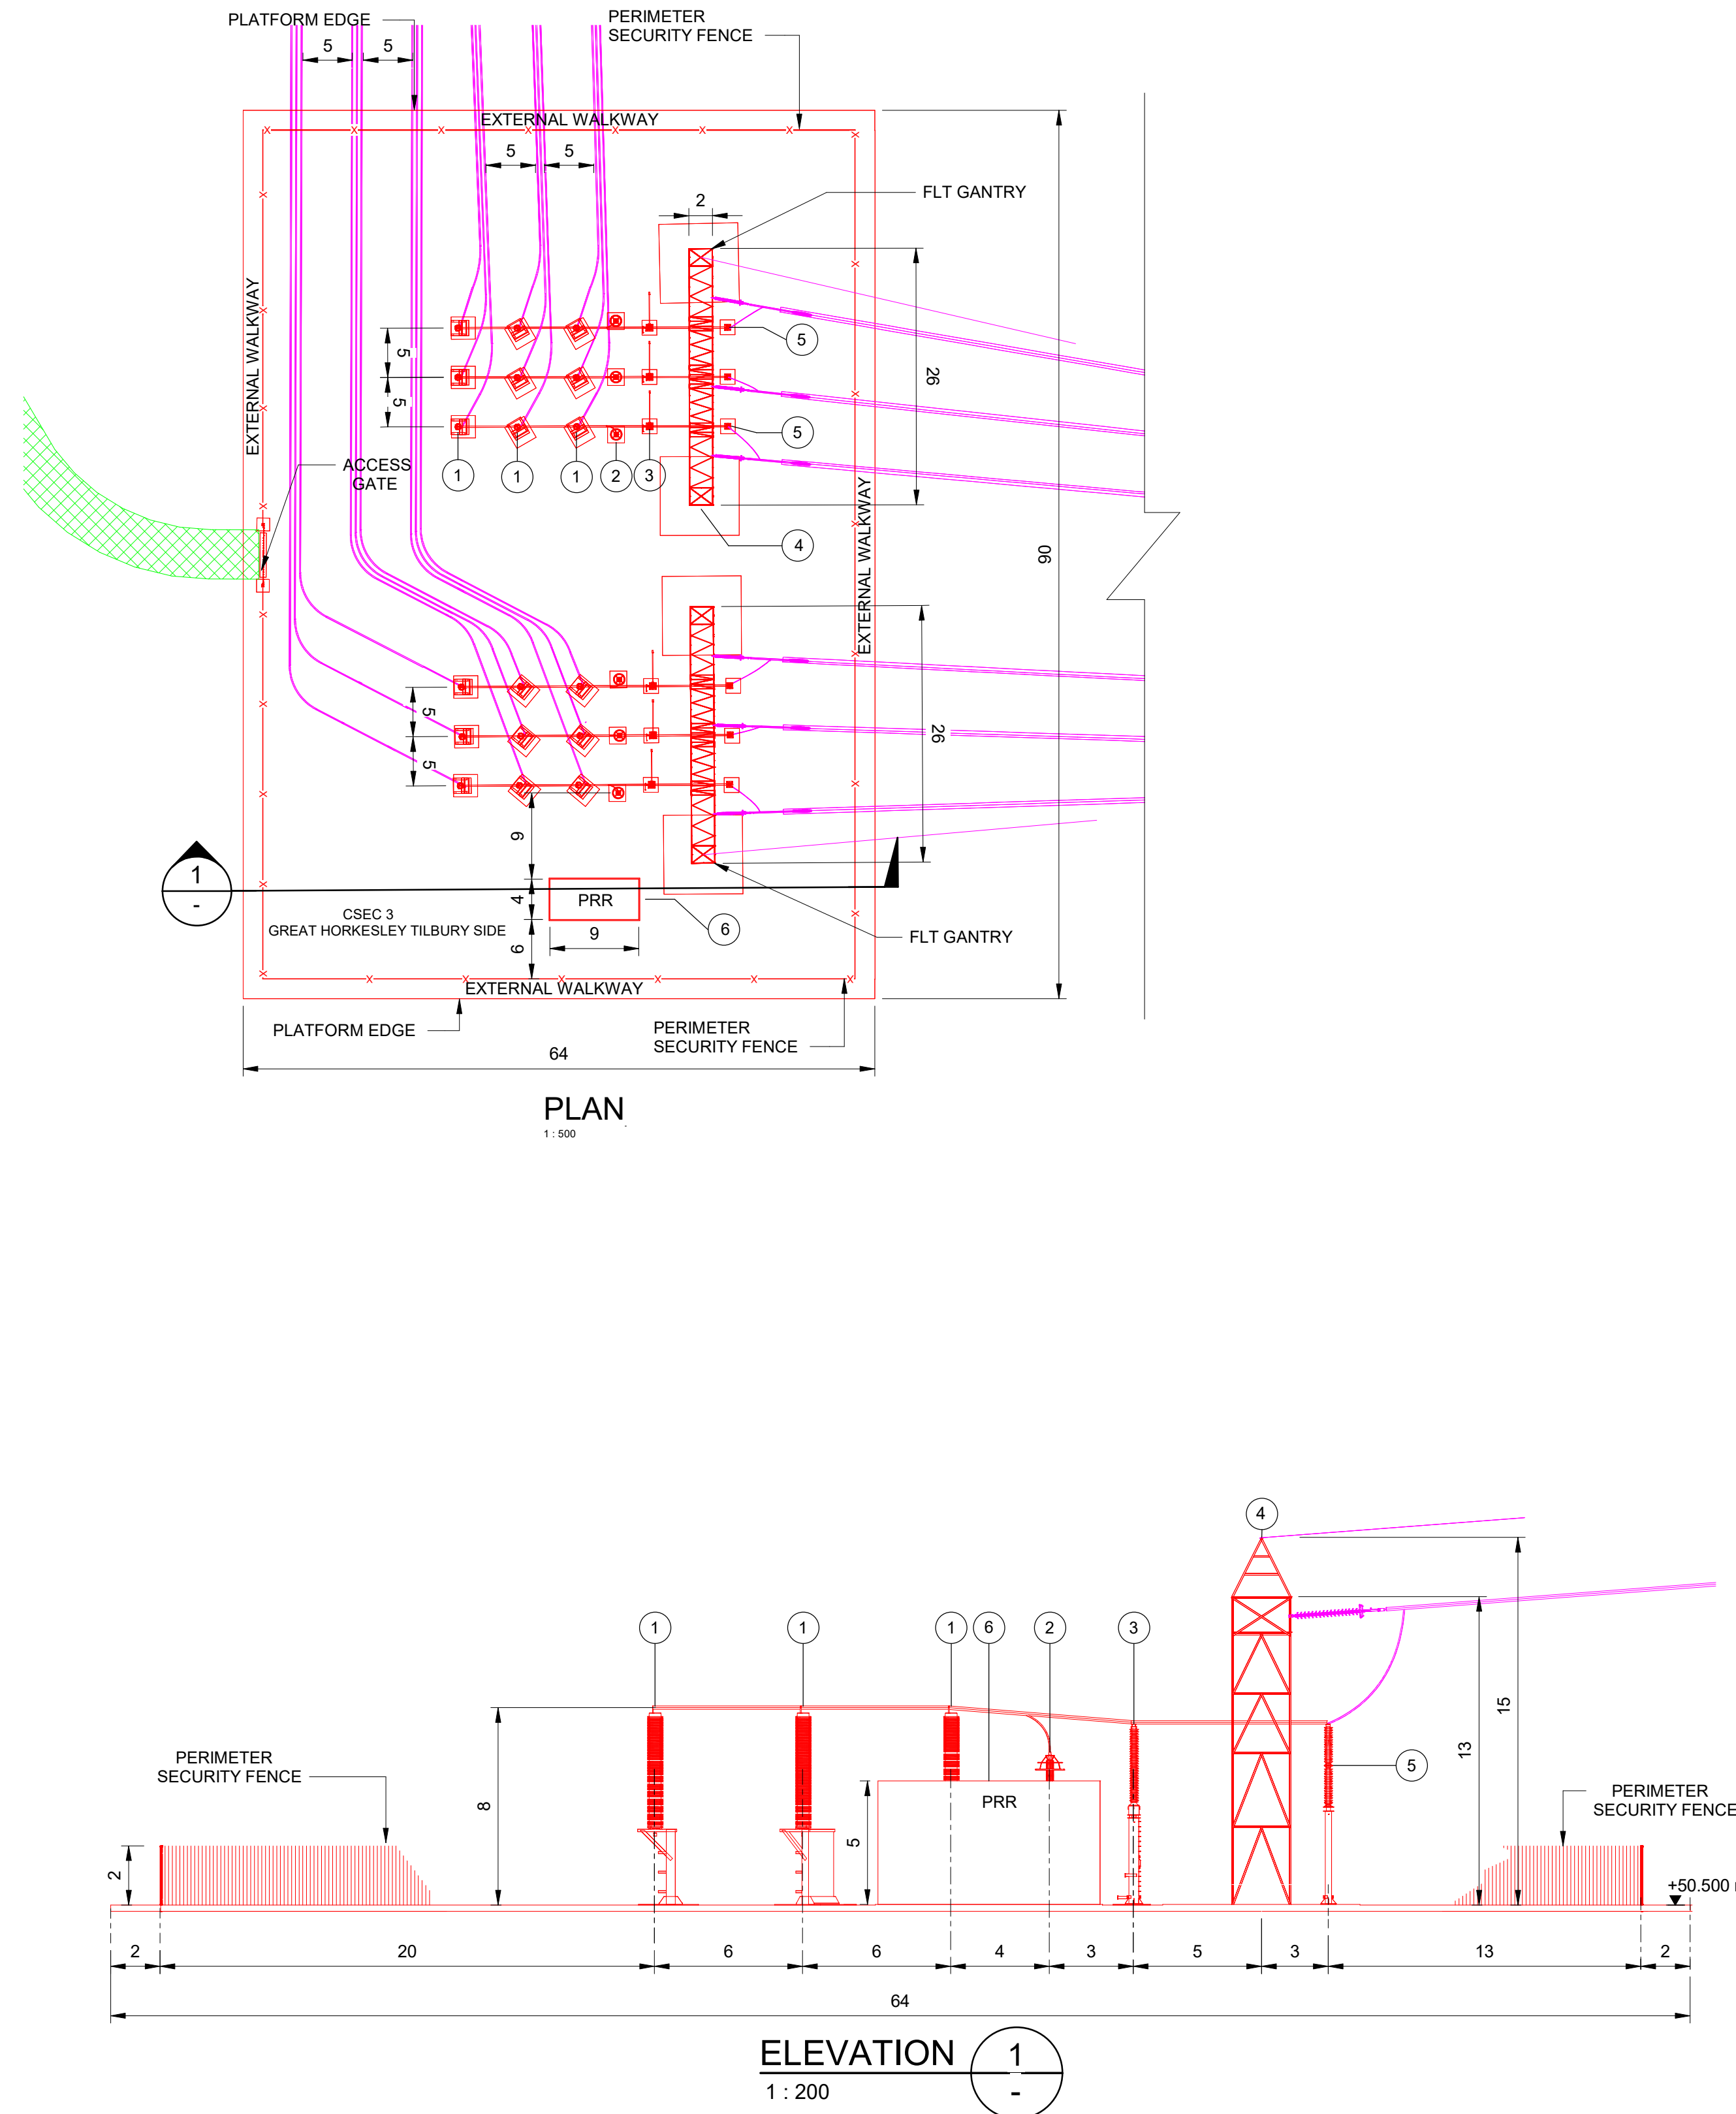 PLATFORM EDGE
PERIMETER
SECURITY FENCE
5
5
EXTERNAL WALKWAY
5
5
2
FLT GANTRY
EXTERNAL WALKWAY
5
5
5
26
5
ACCESS
GATE
1
1
1
2
3
4
EXTERNAL WALKWAY
90
5
5
26
9
1
-
4
PRR
6
CSEC 3
GREAT HORKESLEY TILBURY SIDE
9
6
FLT GANTRY
EXTERNAL WALKWAY
PLATFORM EDGE
PERIMETER
SECURITY FENCE
64
PLAN
1 : 500
4
1
1
1
6
2
3
15
13
8
5
5
PRR
PERIMETER
SECURITY FENCE
PERIMETER
SECURITY FENCE
2
+50.500
2
20
6
6
4
3
5
3
13
2
64
ELEVATION
1
1 : 200
-